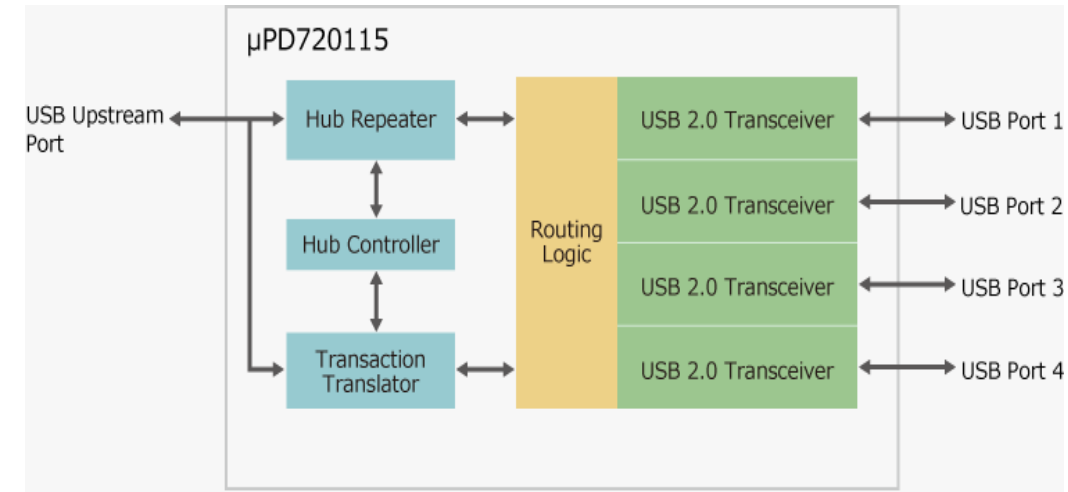 µPD720115
USB Upstream
Port
Hub Repeater
Hub Controller
Transaction
Translator
Routing
Logic
USB 2.0 Transceiver
USB 2.0 Transceiver
USB 2.0 Transceiver
USB 2.0 Transceiver
USB Port 1
USB Port 2
USB Port 3
USB Port 4